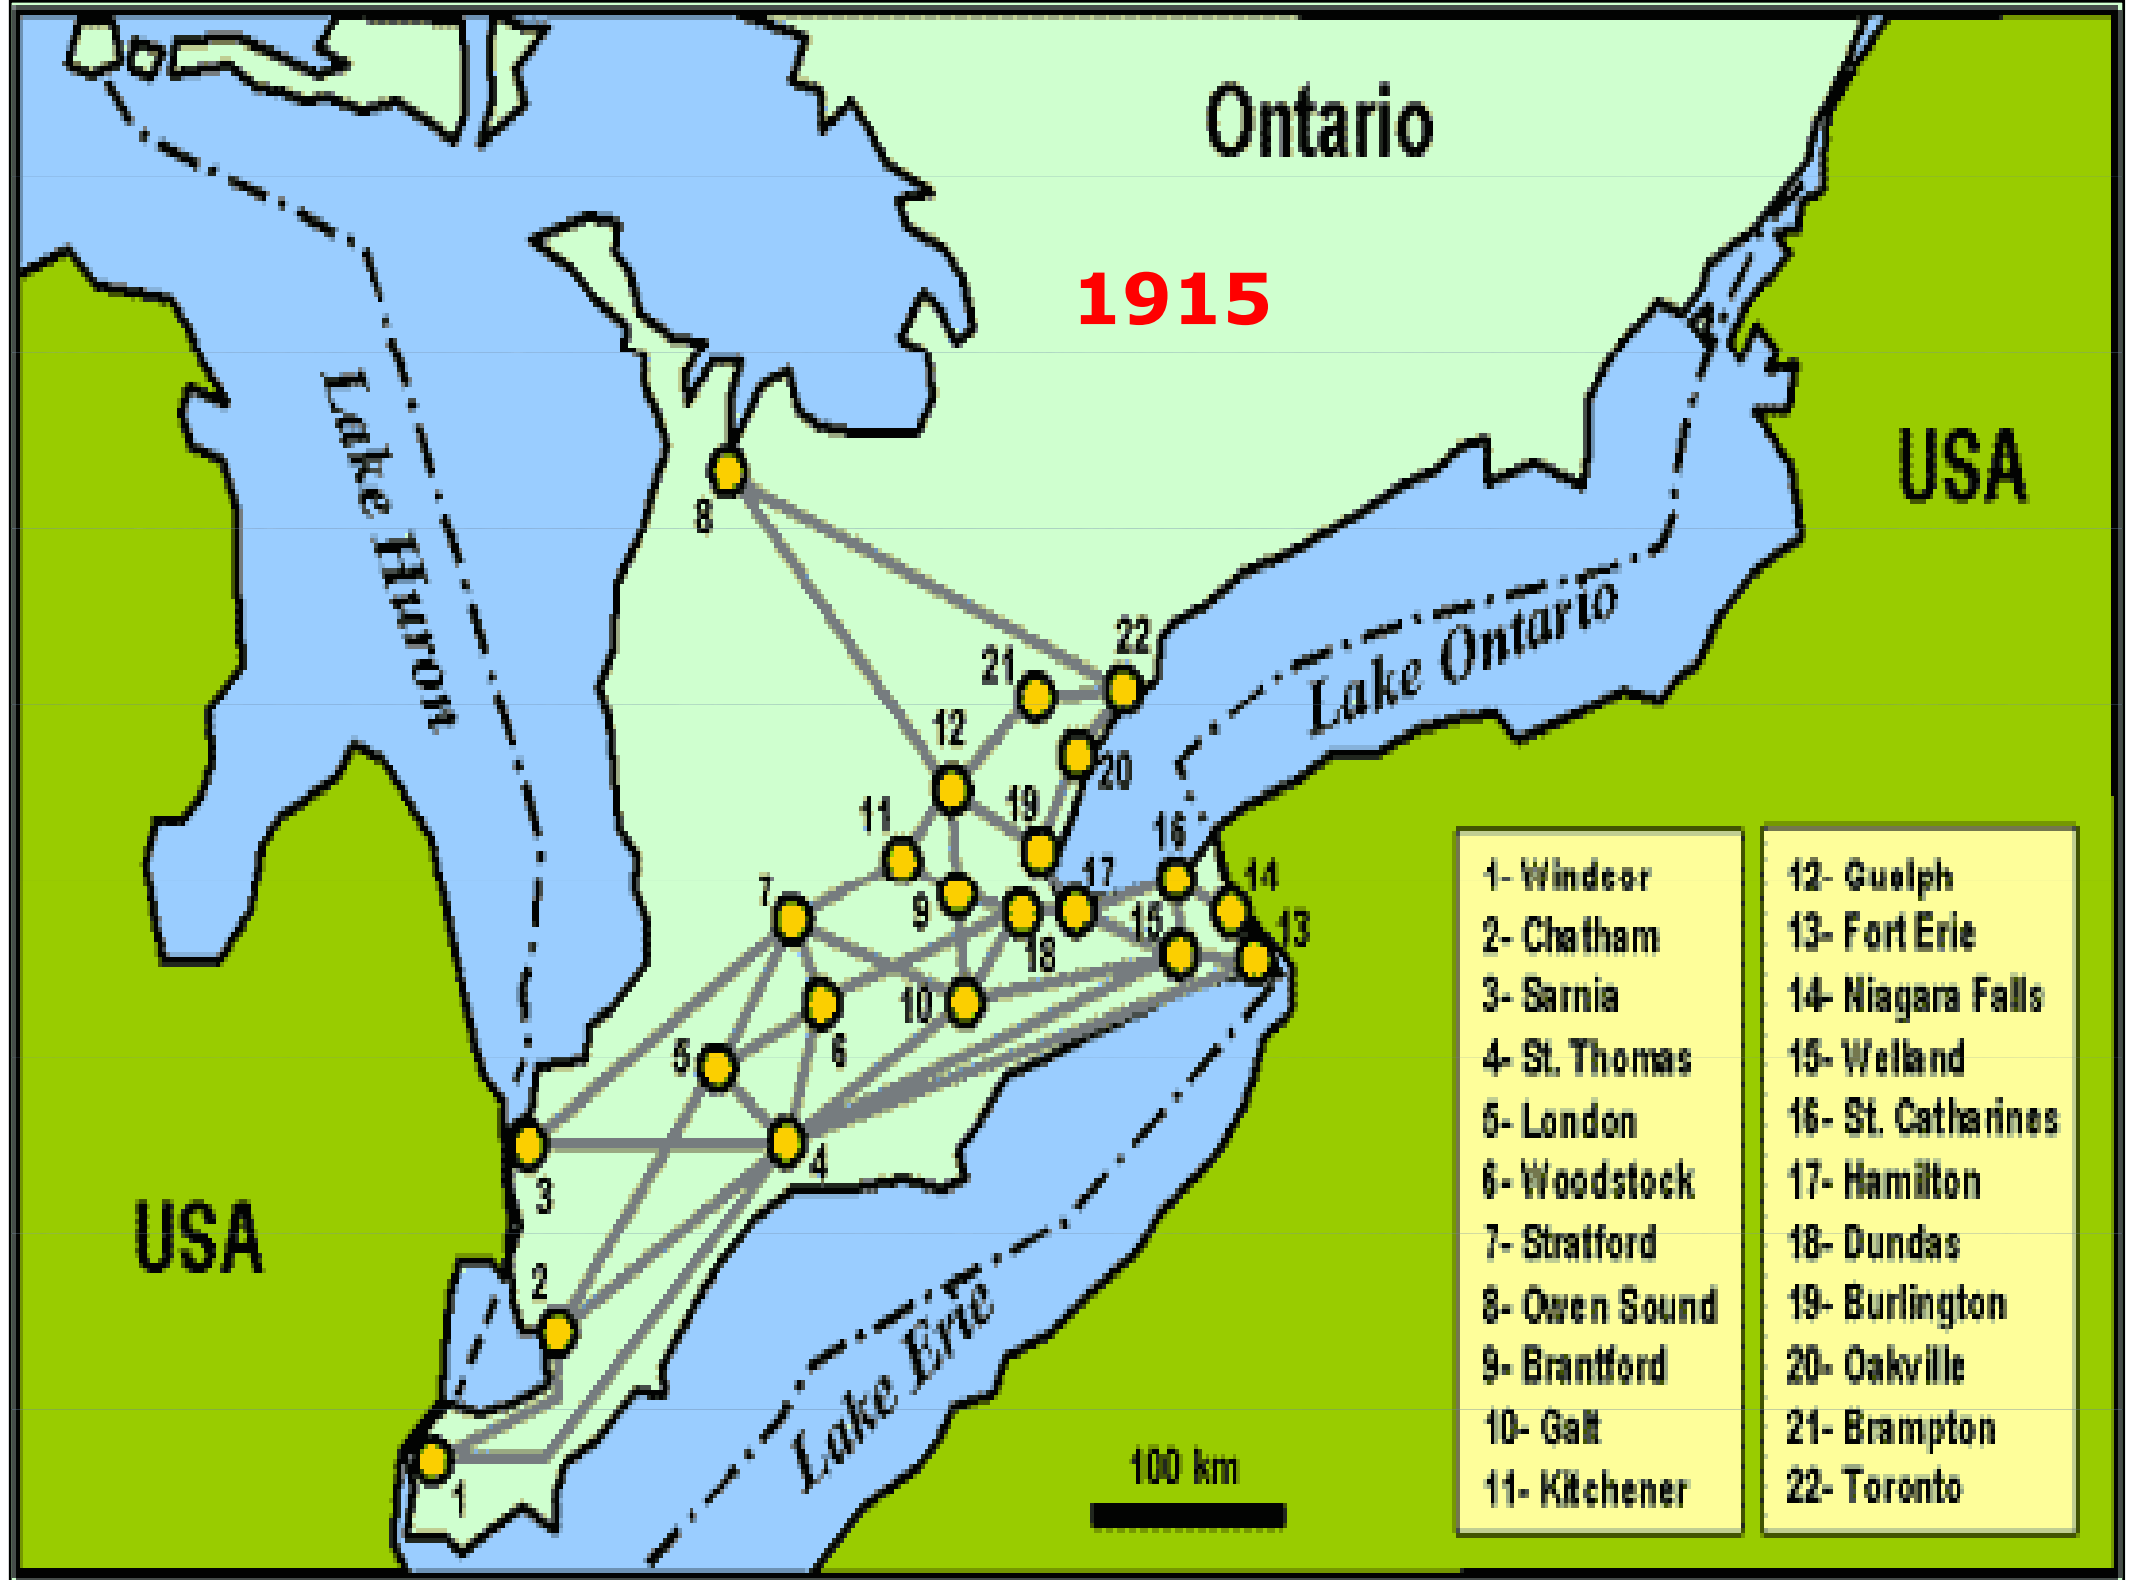 Ontario
1915
USA
Lake Huron
8
22
21
Lake Ontario
12
20
19
11
16
17
14
7
9
15
13
18
10
5
6
4
3
USA
2
Lake Erie
1
100 km
1- Windsor
2- Chatham
3- Sarnia
4- St. Thomas
5- London
6- Woodstock
7- Stratford
8- Owen Sound
9- Brantford
10- Galt
11- Kitchener
12- Guelph
13- Fort Erie
14- Niagara Falls
15- Welland
16- St. Catharines
17- Hamilton
18- Dundas
19- Burlington
20- Oakville
21- Brampton
22- Toronto